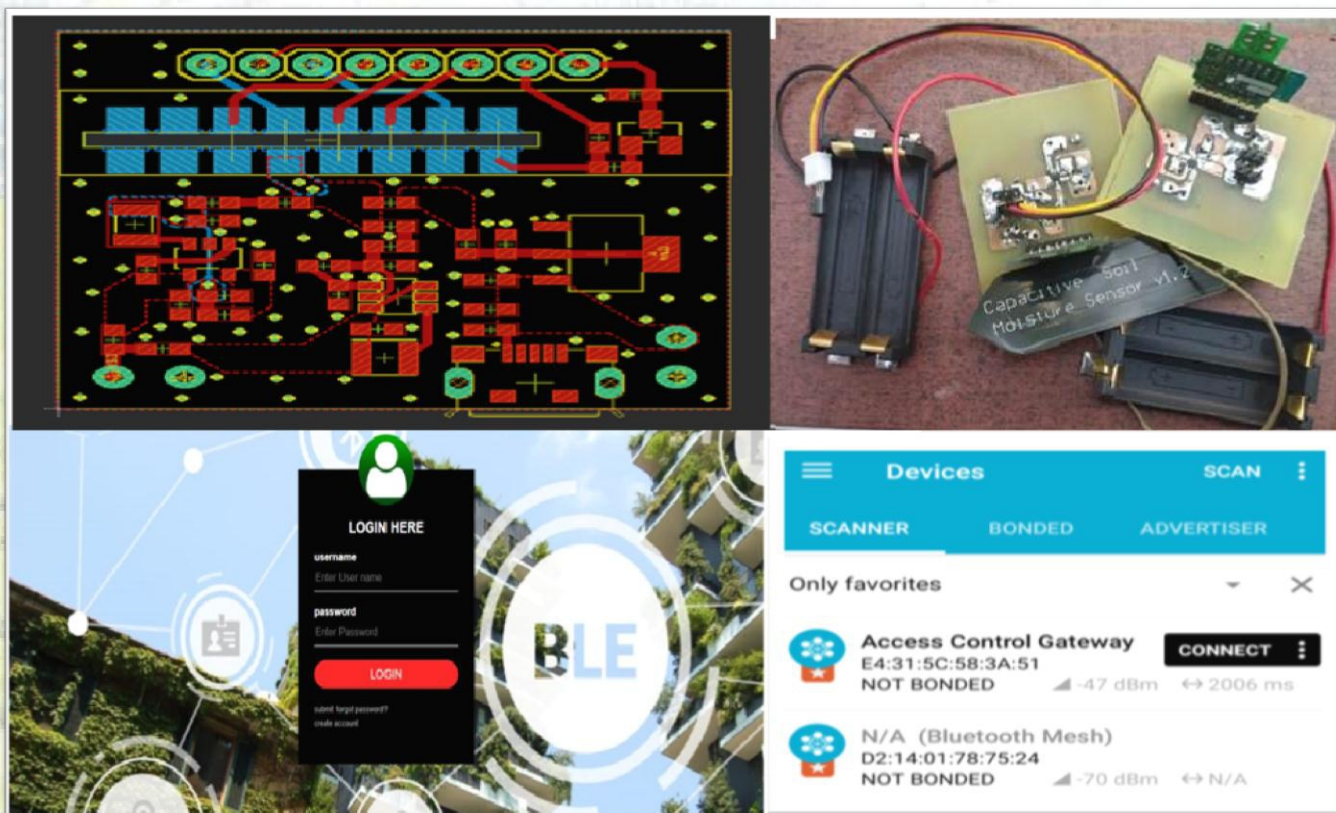 Capacitive Soil
Moisture Sensor v1.2
LOGIN HERE
username
Enter User name
password
Enter Password
LOGIN
submit forgot password?
create account
BLE
Devices
SCAN
SCANNER
BONDED
ADVERTISER
Only favorites
Access Control Gateway
E4:31:5C:58:3A:51
NOT BONDED
-47 dBm
2006 ms
CONNECT
N/A (Bluetooth Mesh)
D2:14:01:78:75:24
NOT BONDED
-70 dBm
N/A